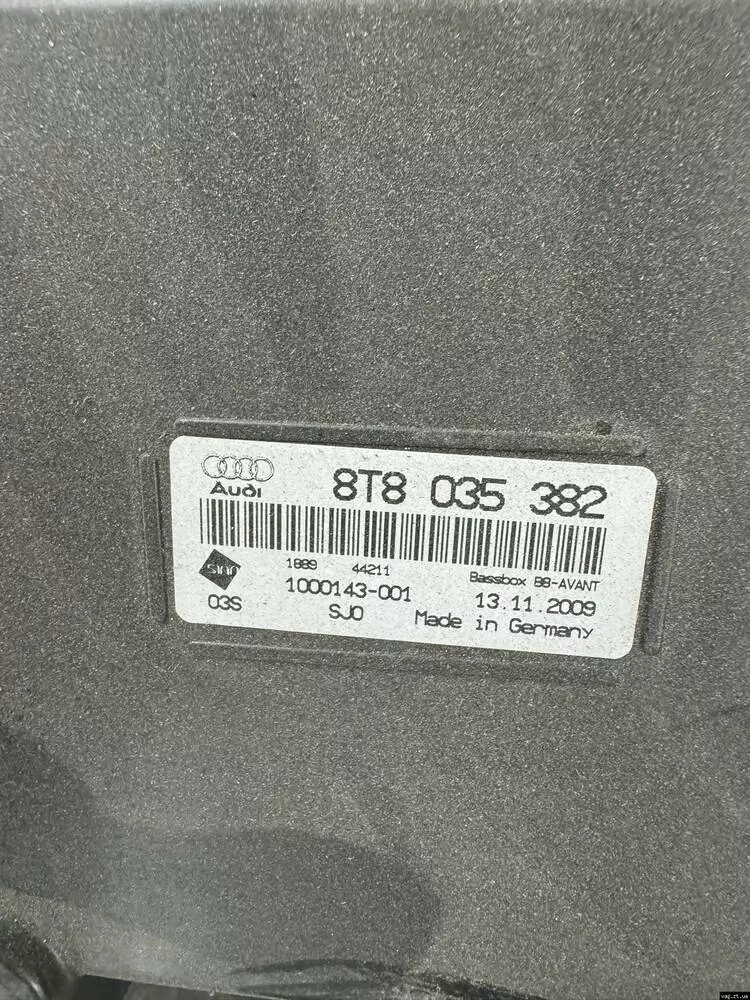 Audi
8T8 035 382
1889 44211
Bassbox B8-AVANT
1000143-001
13.11.2009
03S
SJ0
Made in Germany
vag.zt.ua